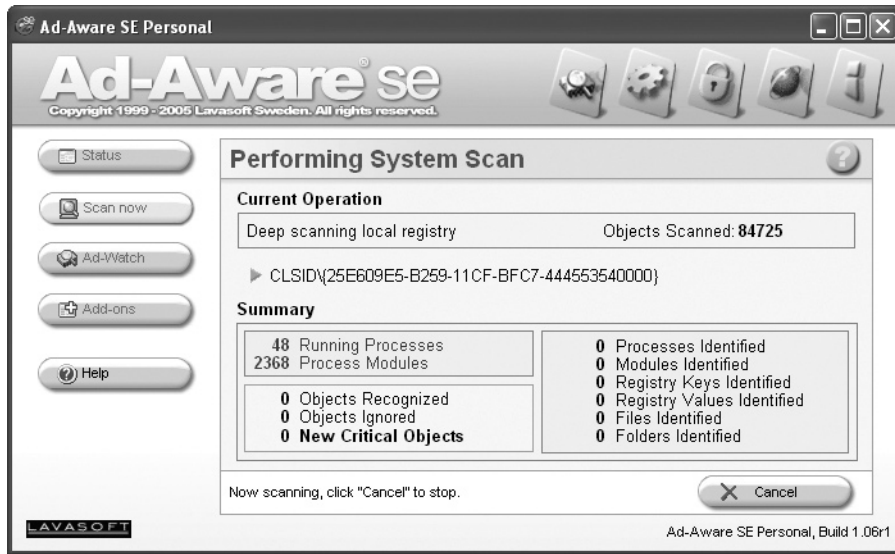 Ad-Aware SE Personal
Ad-Aware® SE
Copyright 1999 - 2005 Lavasoft Sweden. All rights reserved.
Status
Scan now
Ad-Watch
Add-ons
Help
Performing System Scan
?
Current Operation
Deep scanning local registry Objects Scanned: 84725
CLSID\{25E609E5-B259-11CF-BFC7-444553540000}
Summary
48 Running Processes
2368 Process Modules
0 Objects Recognized
0 Objects Ignored
0 New Critical Objects
0 Processes Identified
0 Modules Identified
0 Registry Keys Identified
0 Registry Values Identified
0 Files Identified
0 Folders Identified
Now scanning, click "Cancel" to stop.
Cancel
LAVASOFT
Ad-Aware SE Personal, Build 1.06r1